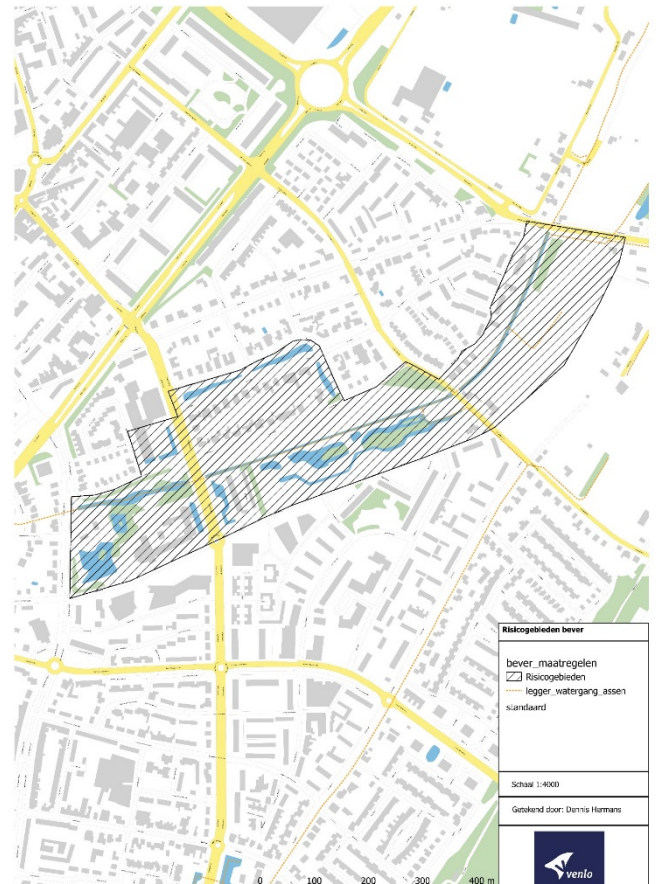 Risicogebieden bever
bever_maatregelen
Risicogebieden
legger_watergang_assen
standaard
Schaal 1:4000
Getekend door: Dennis Hermans
venlo
0 100 200 300 400 m